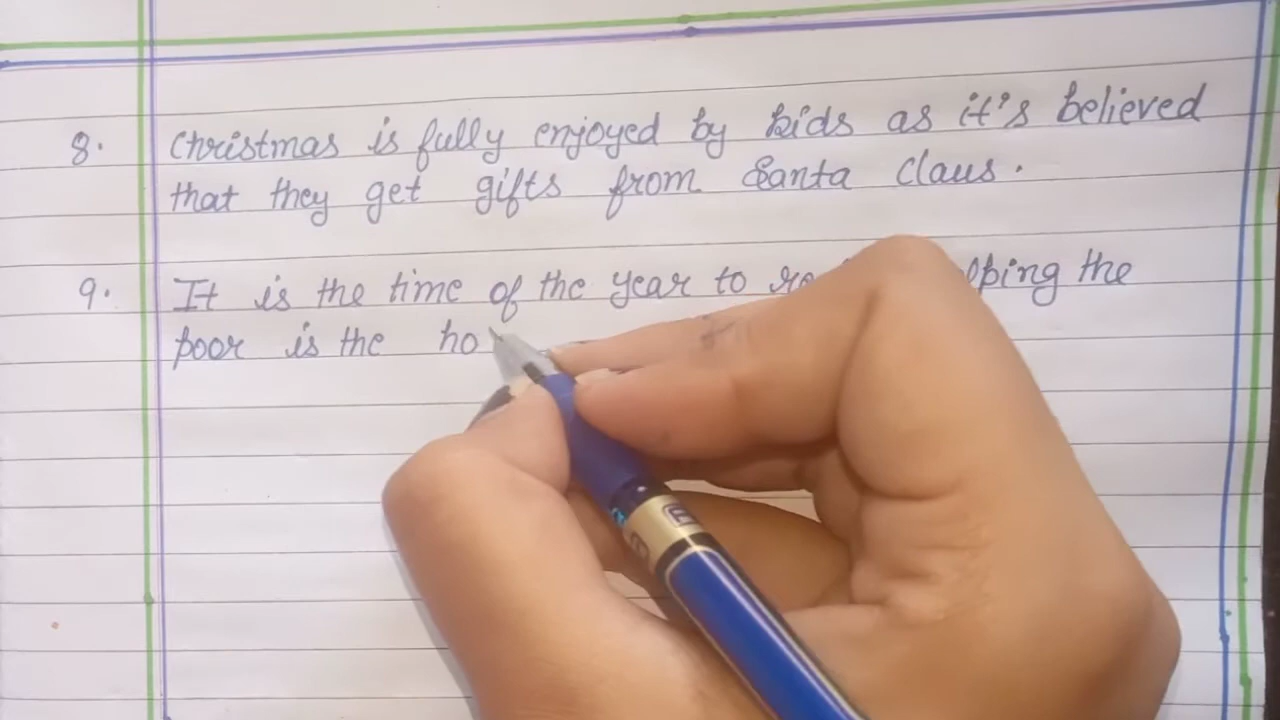 8. Christmas is fully enjoyed by kids as it's believed
that they get gifts from Santa Claus.
9. It is the time of the year to the
poor is the ho